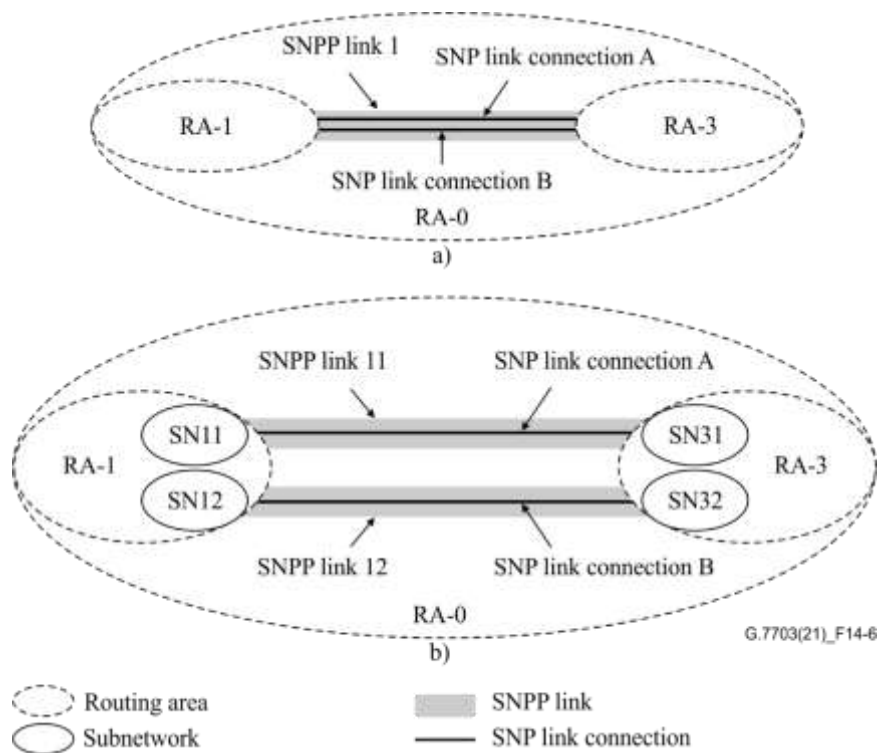 SNPP link 1
SNP link connection A
RA-1
RA-3
SNP link connection B
RA-0
a)
SNPP link 11
SNP link connection A
SN11
SN31
RA-1
RA-3
SN12
SN32
SNPP link 12
SNP link connection B
RA-0
G.7703(21)_F14-6
b)
Routing area
SNPP link
Subnetwork
SNP link connection